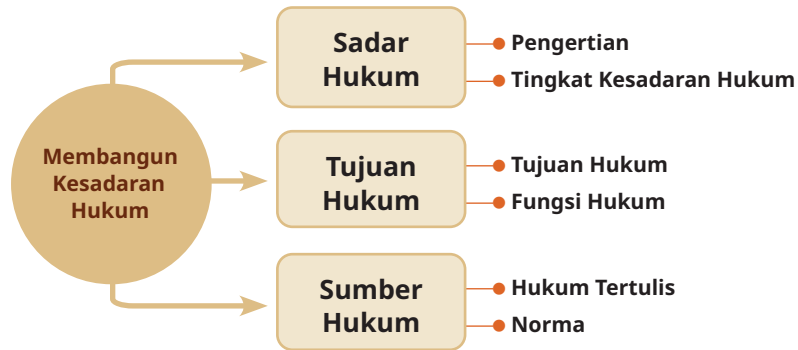 Membangun
Kesadaran
Hukum
Sadar
Hukum
Pengertian
Tingkat Kesadaran Hukum
Tujuan
Hukum
Tujuan Hukum
Fungsi Hukum
Sumber
Hukum
Hukum Tertulis
Norma